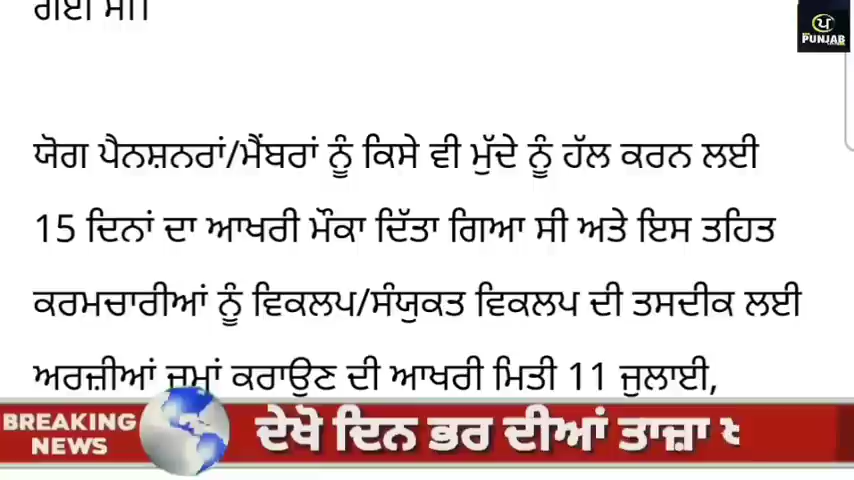 ਗਈ ਸੀ।
ਪ
PUNJAB
ਯੋਗ ਪੈਨਸ਼ਨਰਾਂ/ਮੈਂਬਰਾਂ ਨੂੰ ਕਿਸੇ ਵੀ ਮੁੱਦੇ ਨੂੰ ਹੱਲ ਕਰਨ ਲਈ
15 ਦਿਨਾਂ ਦਾ ਆਖਰੀ ਮੌਕਾ ਦਿੱਤਾ ਗਿਆ ਸੀ ਅਤੇ ਇਸ ਤਹਿਤ
ਕਰਮਚਾਰੀਆਂ ਨੂੰ ਵਿਕਲਪ/ਸੰਯੁਕਤ ਵਿਕਲਪ ਦੀ ਤਸਦੀਕ ਲਈ
ਅਰਜ਼ੀਆਂ ਜਮ੍ਹਾਂ ਕਰਾਉਣ ਦੀ ਆਖਰੀ ਮਿਤੀ 11 ਜੁਲਾਈ,
BREAKING
NEWS
ਦੇਖੋ ਦਿਨ ਭਰ ਦੀਆਂ ਤਾਜ਼ਾ